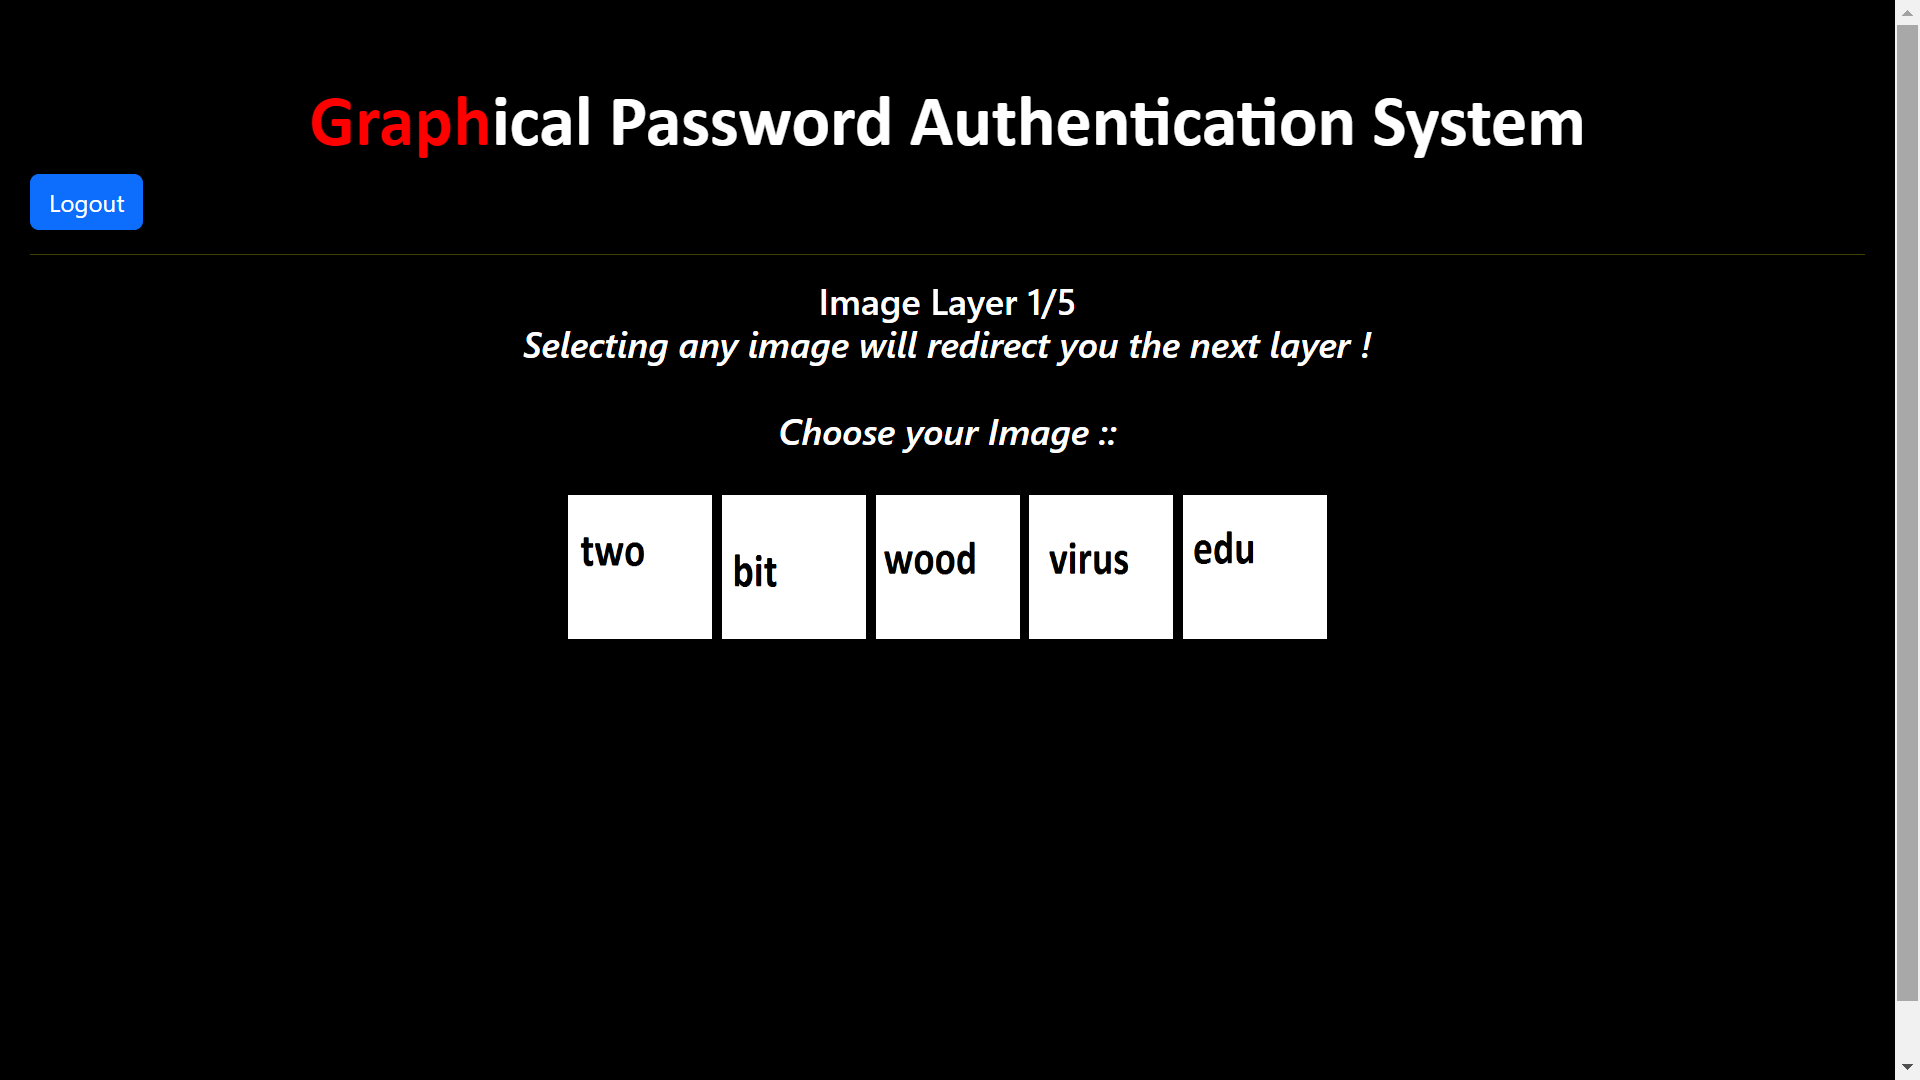 Graphical Password Authentication System
Logout
Image Layer 1/5
Selecting any image will redirect you the next layer !
Choose your Image ::
two bit wood virus edu